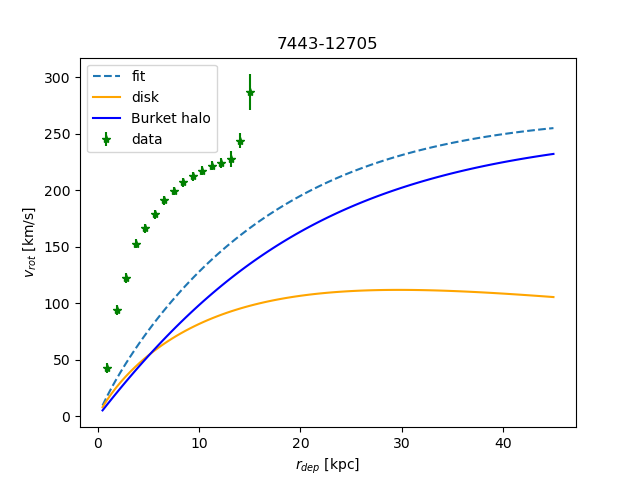 7443-12705
fit
disk
Burket halo
data
300
250
200
150
100
50
0
v_rot [km/s]
0 10 20 30 40
r_dep [kpc]